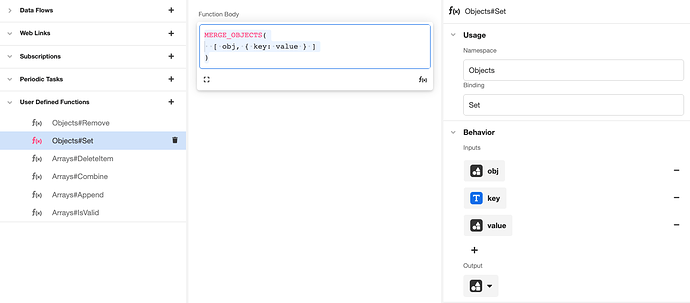 Data Flows
Web Links
Subscriptions
Periodic Tasks
User Defined Functions
f(x) Objects#Remove
f(x) Objects#Set
f(x) Arrays#DeleteItem
f(x) Arrays#Combine
f(x) Arrays#Append
f(x) Arrays#IsValid
Function Body
MERGE_OBJECTS(
[ obj, { key: value } ]
)
f(x)
f(x) Objects#Set
Usage
Namespace
Objects
Binding
Set
Behavior
Inputs
obj
T key
value
Output